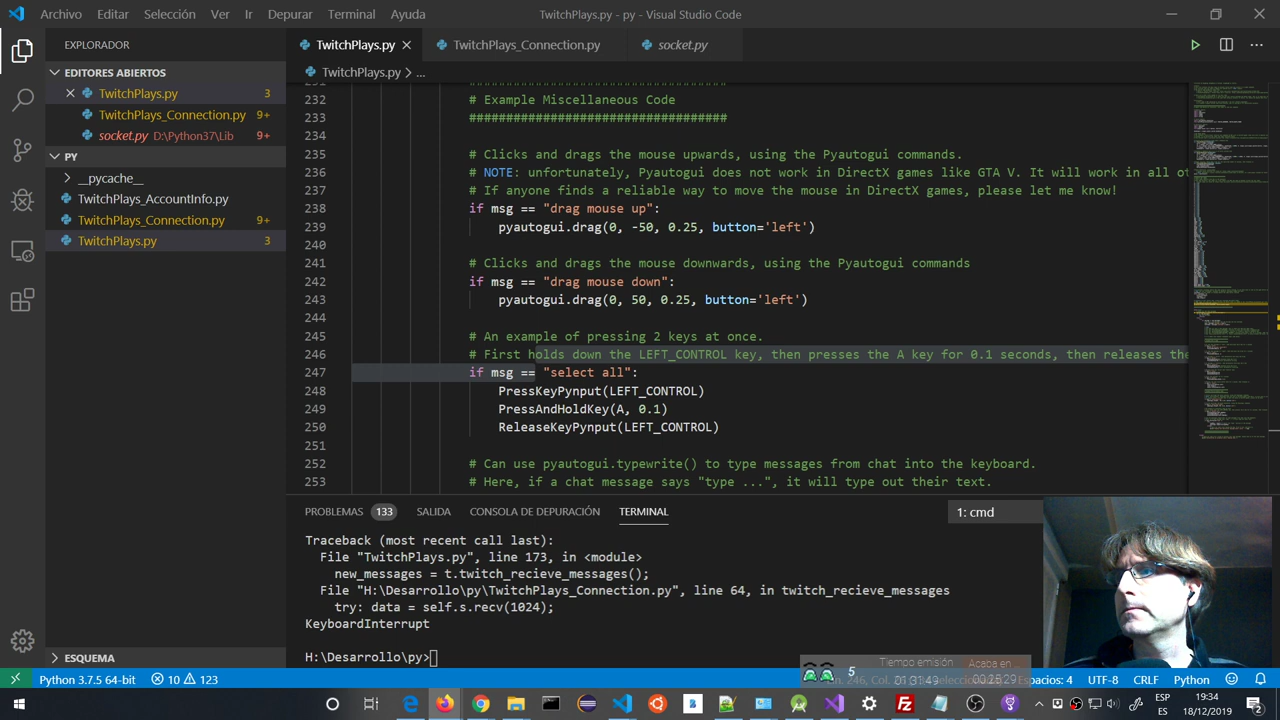 Archivo Editar Selección Ver Ir Depurar Terminal Ayuda
TwitchPlays.py - py - Visual Studio Code
EXPLORADOR
EDITORES ABIERTOS
TwitchPlays.py 3
TwitchPlays_Connection.py 9+
socket.py D:\Python37\Lib 9+
PY
__pycache__
TwitchPlays_AccountInfo.py
TwitchPlays_Connection.py 9+
TwitchPlays.py 3
ESQUEMA
TwitchPlays.py TwitchPlays_Connection.py socket.py
TwitchPlays.py > ...
232 # Example Miscellaneous Code
233 ###############################
234
235 # Clicks and drags the mouse upwards, using the Pyautogui commands
236 unfortunately, Pyautogui does not work in DirectX games like GTA V. It will work in all ot
237 # If anyone finds a reliable way to move the mouse in DirectX games, please let me know!
238 if msg == "drag mouse up":
239 pyautogui.drag(0, -50, 0.25, button='left')
240
241 # Clicks and drags the mouse downwards, using the Pyautogui commands
242 if msg == "drag mouse down":
243 pyautogui.drag(0, 50, 0.25, button='left')
244
245 # An example of pressing 2 keys at once.
246 # First holds down the LEFT_CONTROL key, then presses the A key for 0.1 seconds, then releases the
247 if msg == "select all":
248 PressKeyPynput(LEFT_CONTROL)
249 PressAndHoldKey(A, 0.1)
250 ReleaseKeyPynput(LEFT_CONTROL)
251
252 # Can use pyautogui.typewrite() to type messages from chat into the keyboard.
253 # Here, if a chat message says "type ...", it will type out their text.
PROBLEMAS 133 SALIDA CONSOLA DE DEPURACIÓN TERMINAL 1: cmd
Traceback (most recent call last):
File "TwitchPlays.py", line 173, in <module>
new_messages = t.twitch_recieve_messages();
File "H:\Desarrollo\py\TwitchPlays_Connection.py", line 64, in twitch_recieve_messages
try: data = self.s.recv(1024);
KeyboardInterrupt
H:\Desarrollo\py>
5 Tiempo emisión Acaba en
01:31:49 00:25:29
Python 3.7.5 64-bit 10 123 Lín. 246, Col. Espacios: 4 UTF-8 CRLF Python
ESP 19:34
ES 18/12/2019
2